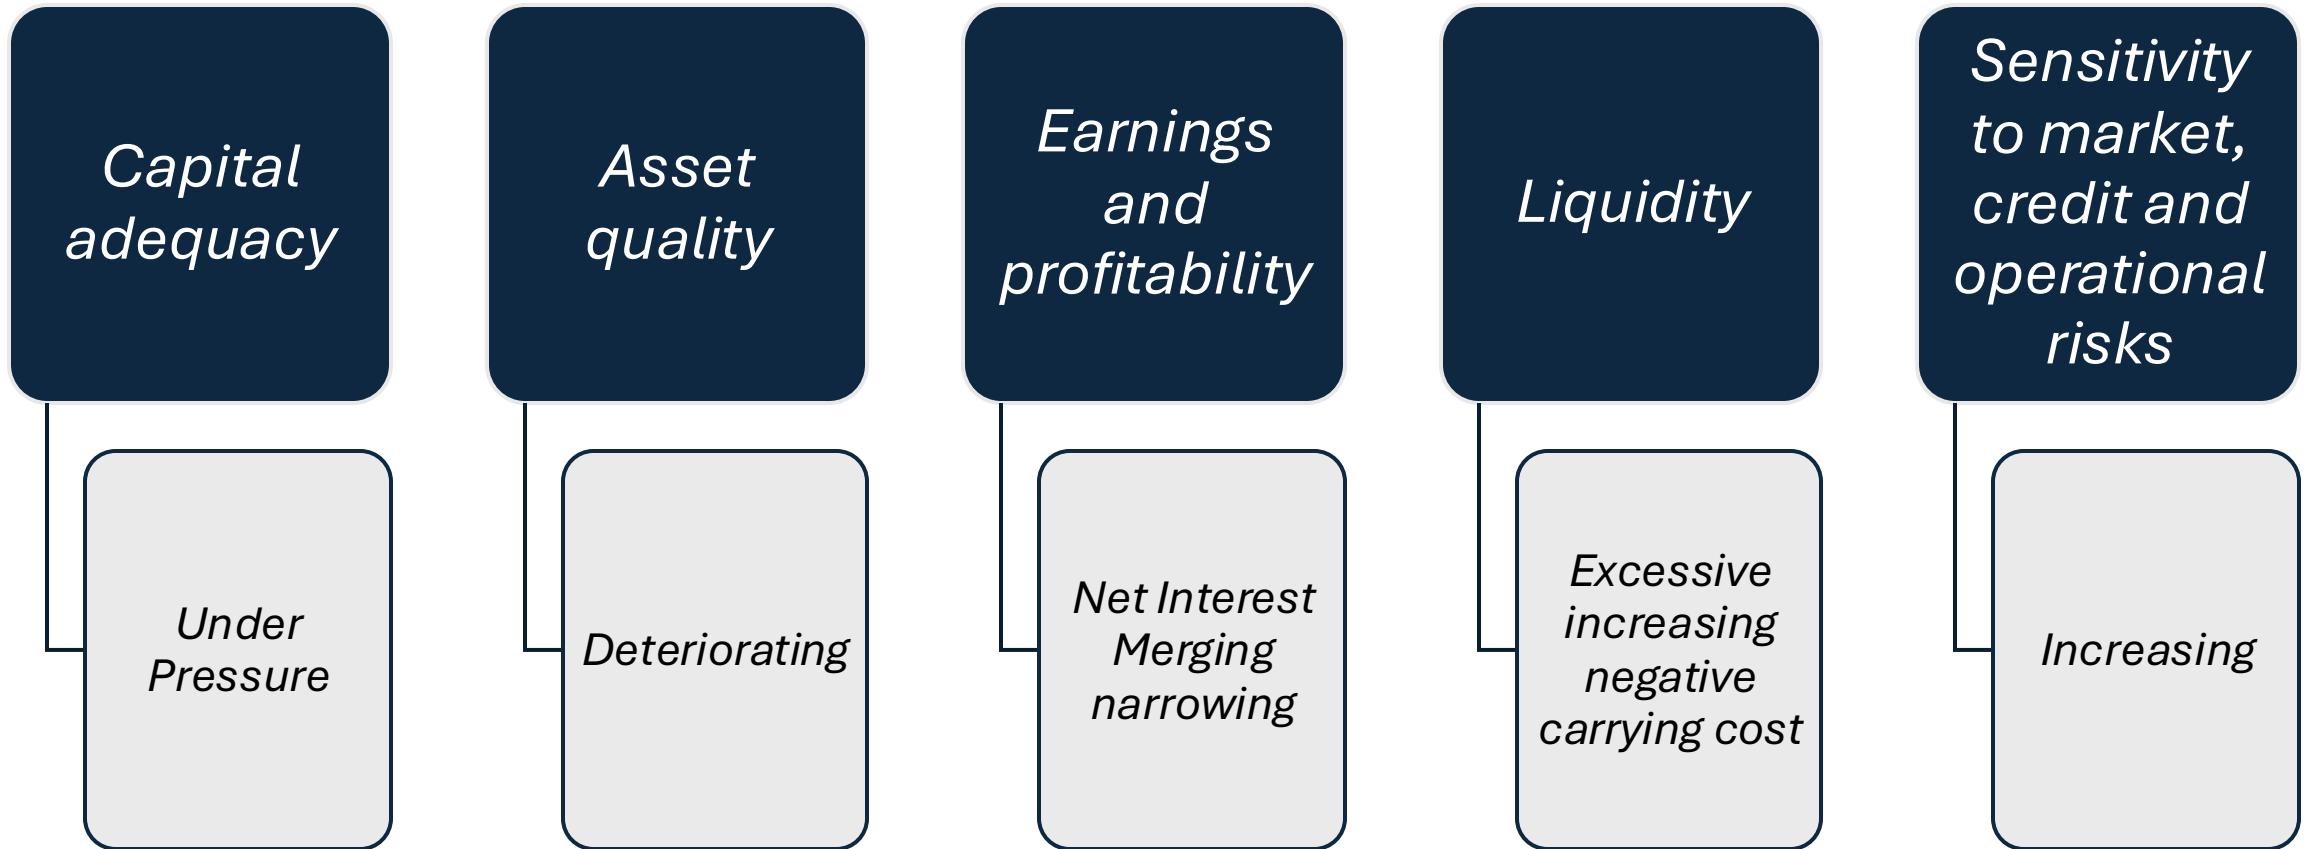 Capital
adequacy
Under
Pressure
Asset
quality
Deteriorating
Earnings
and
profitability
Net Interest
Merging
narrowing
Liquidity
Excessive
increasing
negative
carrying cost
Sensitivity
to market,
credit and
operational
risks
Increasing